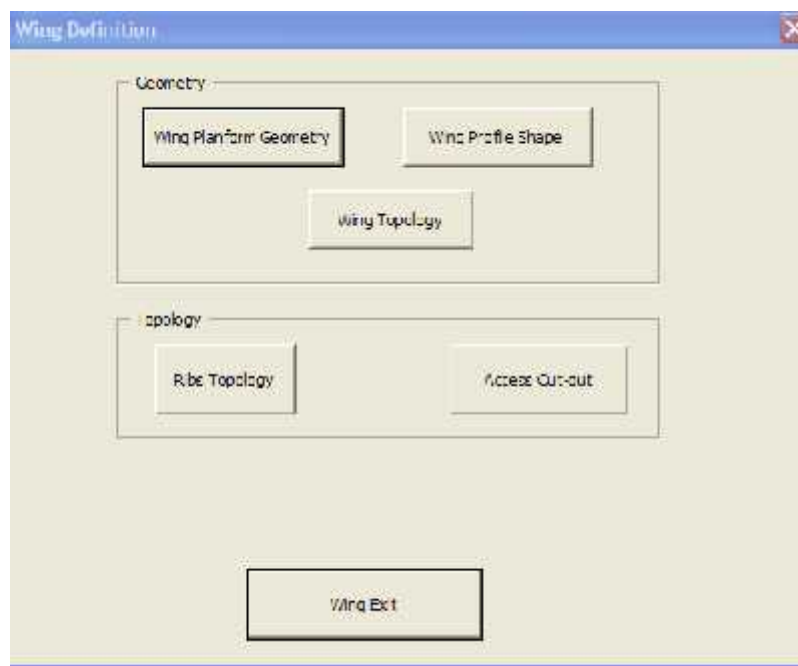 Wing Definition
Geometry
Wing Planform Geometry
Wing Profile Shape
Wing Topology
Topology
Ribs Topology
Access Cut-out
Wing Exit